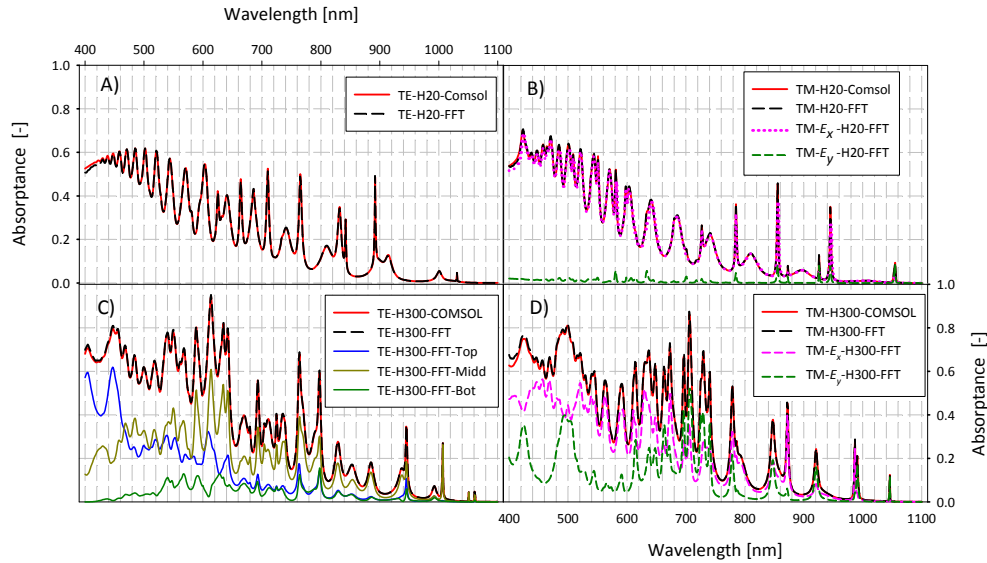 Wavelength [nm]
400 500 600 700 800 900 1000 1100
A)
TE-H20-Comsol
TE-H20-FFT
B)
TM-H20-Comsol
TM-H20-FFT
TM-Ex-H20-FFT
TM-Ey-H20-FFT
1.0
0.8
0.6
0.4
0.2
0.0
Absorptance [-]
C)
TE-H300-COMSOL
TE-H300-FFT
TE-H300-FFT-Top
TE-H300-FFT-Midd
TE-H300-FFT-Bot
D)
TM-H300-COMSOL
TM-H300-FFT
TM-Ex-H300-FFT
TM-Ey-H300-FFT
1.0
0.8
0.6
0.4
0.2
0.0
Absorptance [-]
400 500 600 700 800 900 1000 1100
Wavelength [nm]